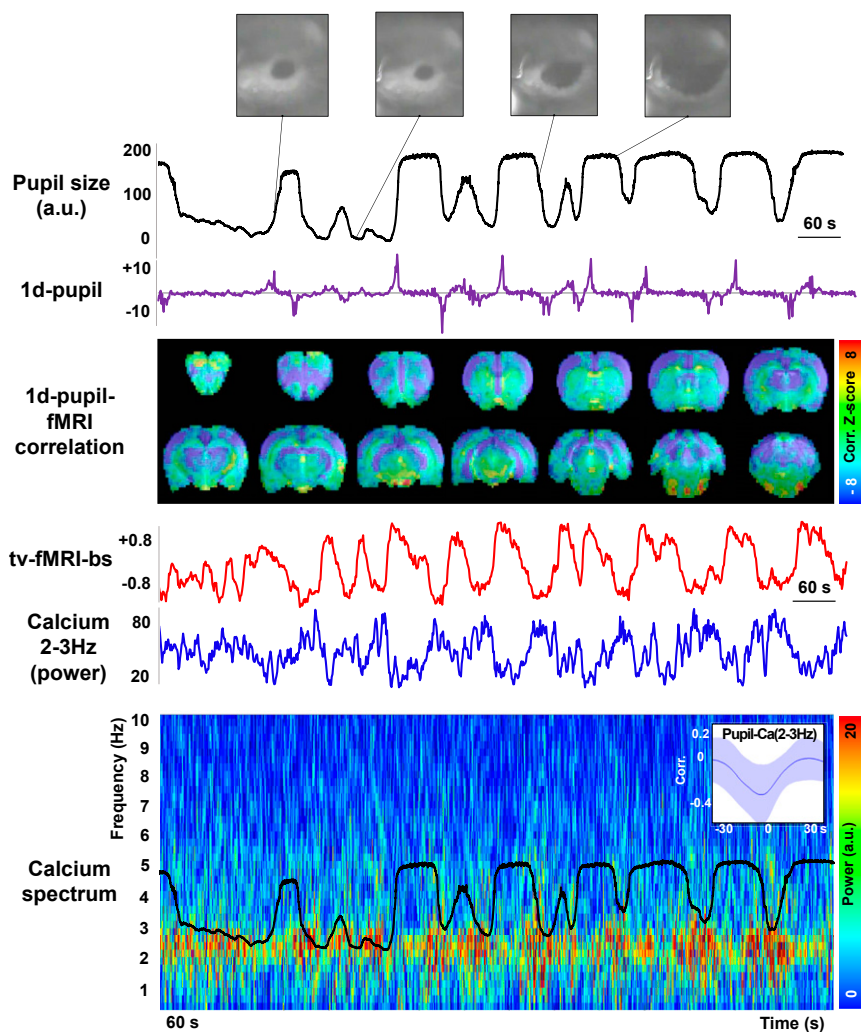 Pupil size
(a.u.)
200
100
0
60 s
1d-pupil
+10
-10
1d-pupil-
fMRI
correlation
8
Corr. Z-score
- 8
tv-fMRI-bs
+0.8
-0.8
60 s
Calcium
2-3Hz
(power)
80
20
Calcium
spectrum
Frequency (Hz)
10
9
8
7
6
5
4
3
2
1
Pupil-Ca(2-3Hz)
Corr.
0.2
0
-0.4
-30
0
30 s
20
Power (a.u.)
0
60 s
Time (s)